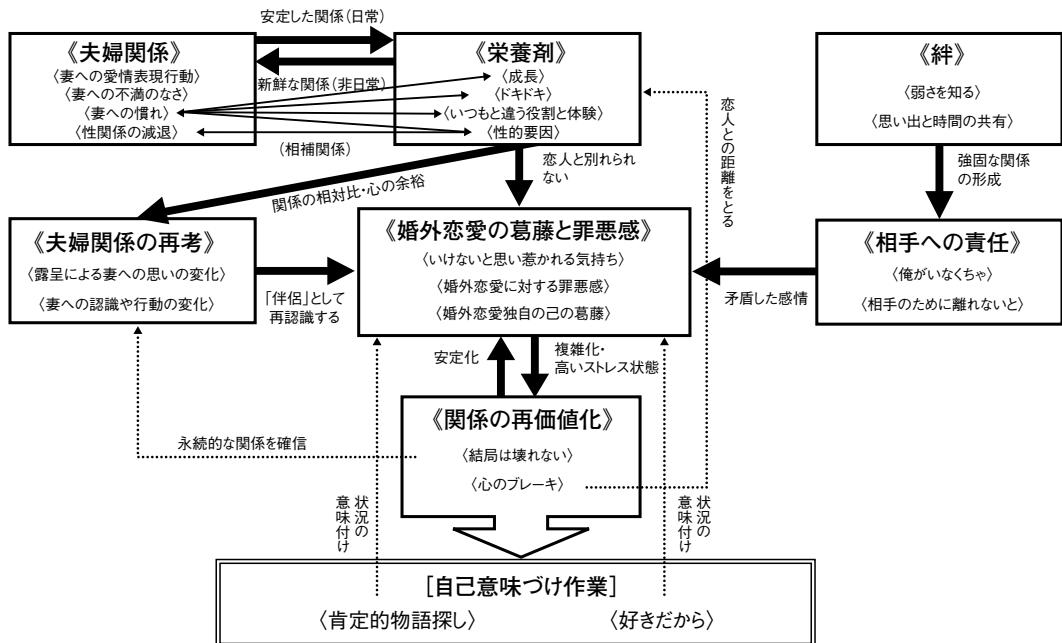 安定した関係（日常）
《夫婦関係》
〈妻への愛情表現行動〉
〈妻への不満のなさ〉
〈妻への慣れ〉
〈性関係の減退〉
新鮮な関係（非日常）
《栄養剤》
〈成長〉
〈ドキドキ〉
〈いつもと違う役割と体験〉
〈性的要因〉
（相補関係）
《絆》
〈弱さを知る〉
〈思い出と時間の共有〉
恋人との距離をとる
関係の相対比・心の余裕
恋人と別れられ
ない
強固な関係
の形成
《夫婦関係の再考》
〈露呈による妻への思いの変化〉
〈妻への認識や行動の変化〉
「伴侶」として
再認識する
《婚外恋愛の葛藤と罪悪感》
〈いけないと思い惹かれる気持ち〉
〈婚外恋愛に対する罪悪感〉
〈婚外恋愛独自の己の葛藤〉
矛盾した感情
《相手への責任》
〈俺がいなくちゃ〉
〈相手のために離れないと〉
安定化
複雑化・
高いストレス状態
《関係の再価値化》
〈結局は壊れない〉
〈心のブレーキ〉
永続的な関係を確信
状況の
意味付け
状況の
意味付け
［自己意味づけ作業］
〈肯定的物語探し〉
〈好きだから〉